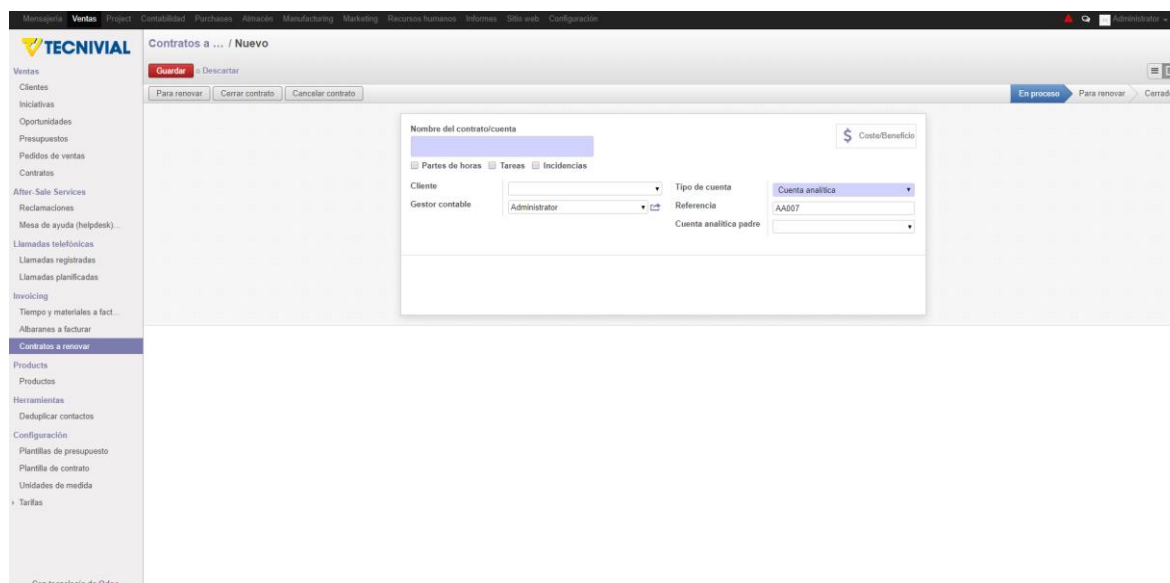 Mensajería Ventas Project Contabilidad Purchases Almacén Manufacturing Marketing Recursos humanos Informes Sitio web Configuración Administrator
TECNIVIAL
Contratos a ... / Nuevo
Guardar o Descartar
Para renovar Cerrar contrato Cancelar contrato
En proceso Para renovar Cerrad
Ventas
Clientes
Iniciativas
Oportunidades
Presupuestos
Pedidos de ventas
Contratos
After-Sale Services
Reclamaciones
Mesa de ayuda (helpdesk)...
Llamadas telefónicas
Llamadas registradas
Llamadas planificadas
Invoicing
Tiempo y materiales a fact...
Albaranes a facturar
Contratos a renovar
Products
Productos
Herramientas
Deduplicar contactos
Configuración
Plantillas de presupuesto
Plantilla de contrato
Unidades de medida
Tarifas
Con tecnología de Odoo
Nombre del contrato/cuenta
$ Coste/Beneficio
Partes de horas Tareas Incidencias
Cliente
Tipo de cuenta Cuenta analítica
Gestor contable Administrator
Referencia AA007
Cuenta analítica padre